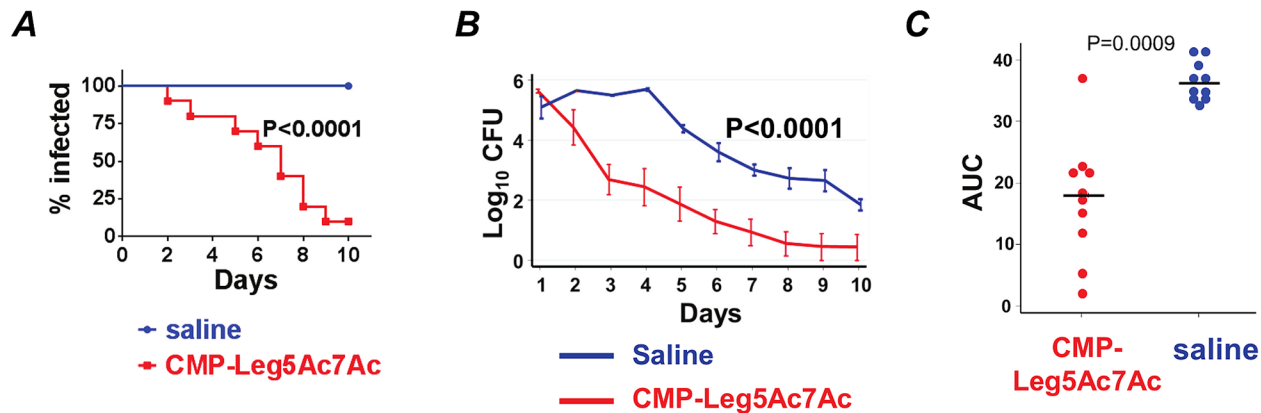 A
% infected
100
75
50
25
0
P<0.0001
0 2 4 6 8 10
Days
saline
CMP-Leg5Ac7Ac
B
Log10 CFU
6
4
2
0
P<0.0001
1 2 3 4 5 6 7 8 9 10
Days
Saline
CMP-Leg5Ac7Ac
C
AUC
P=0.0009
40
30
20
10
0
CMP-
Leg5Ac7Ac
saline